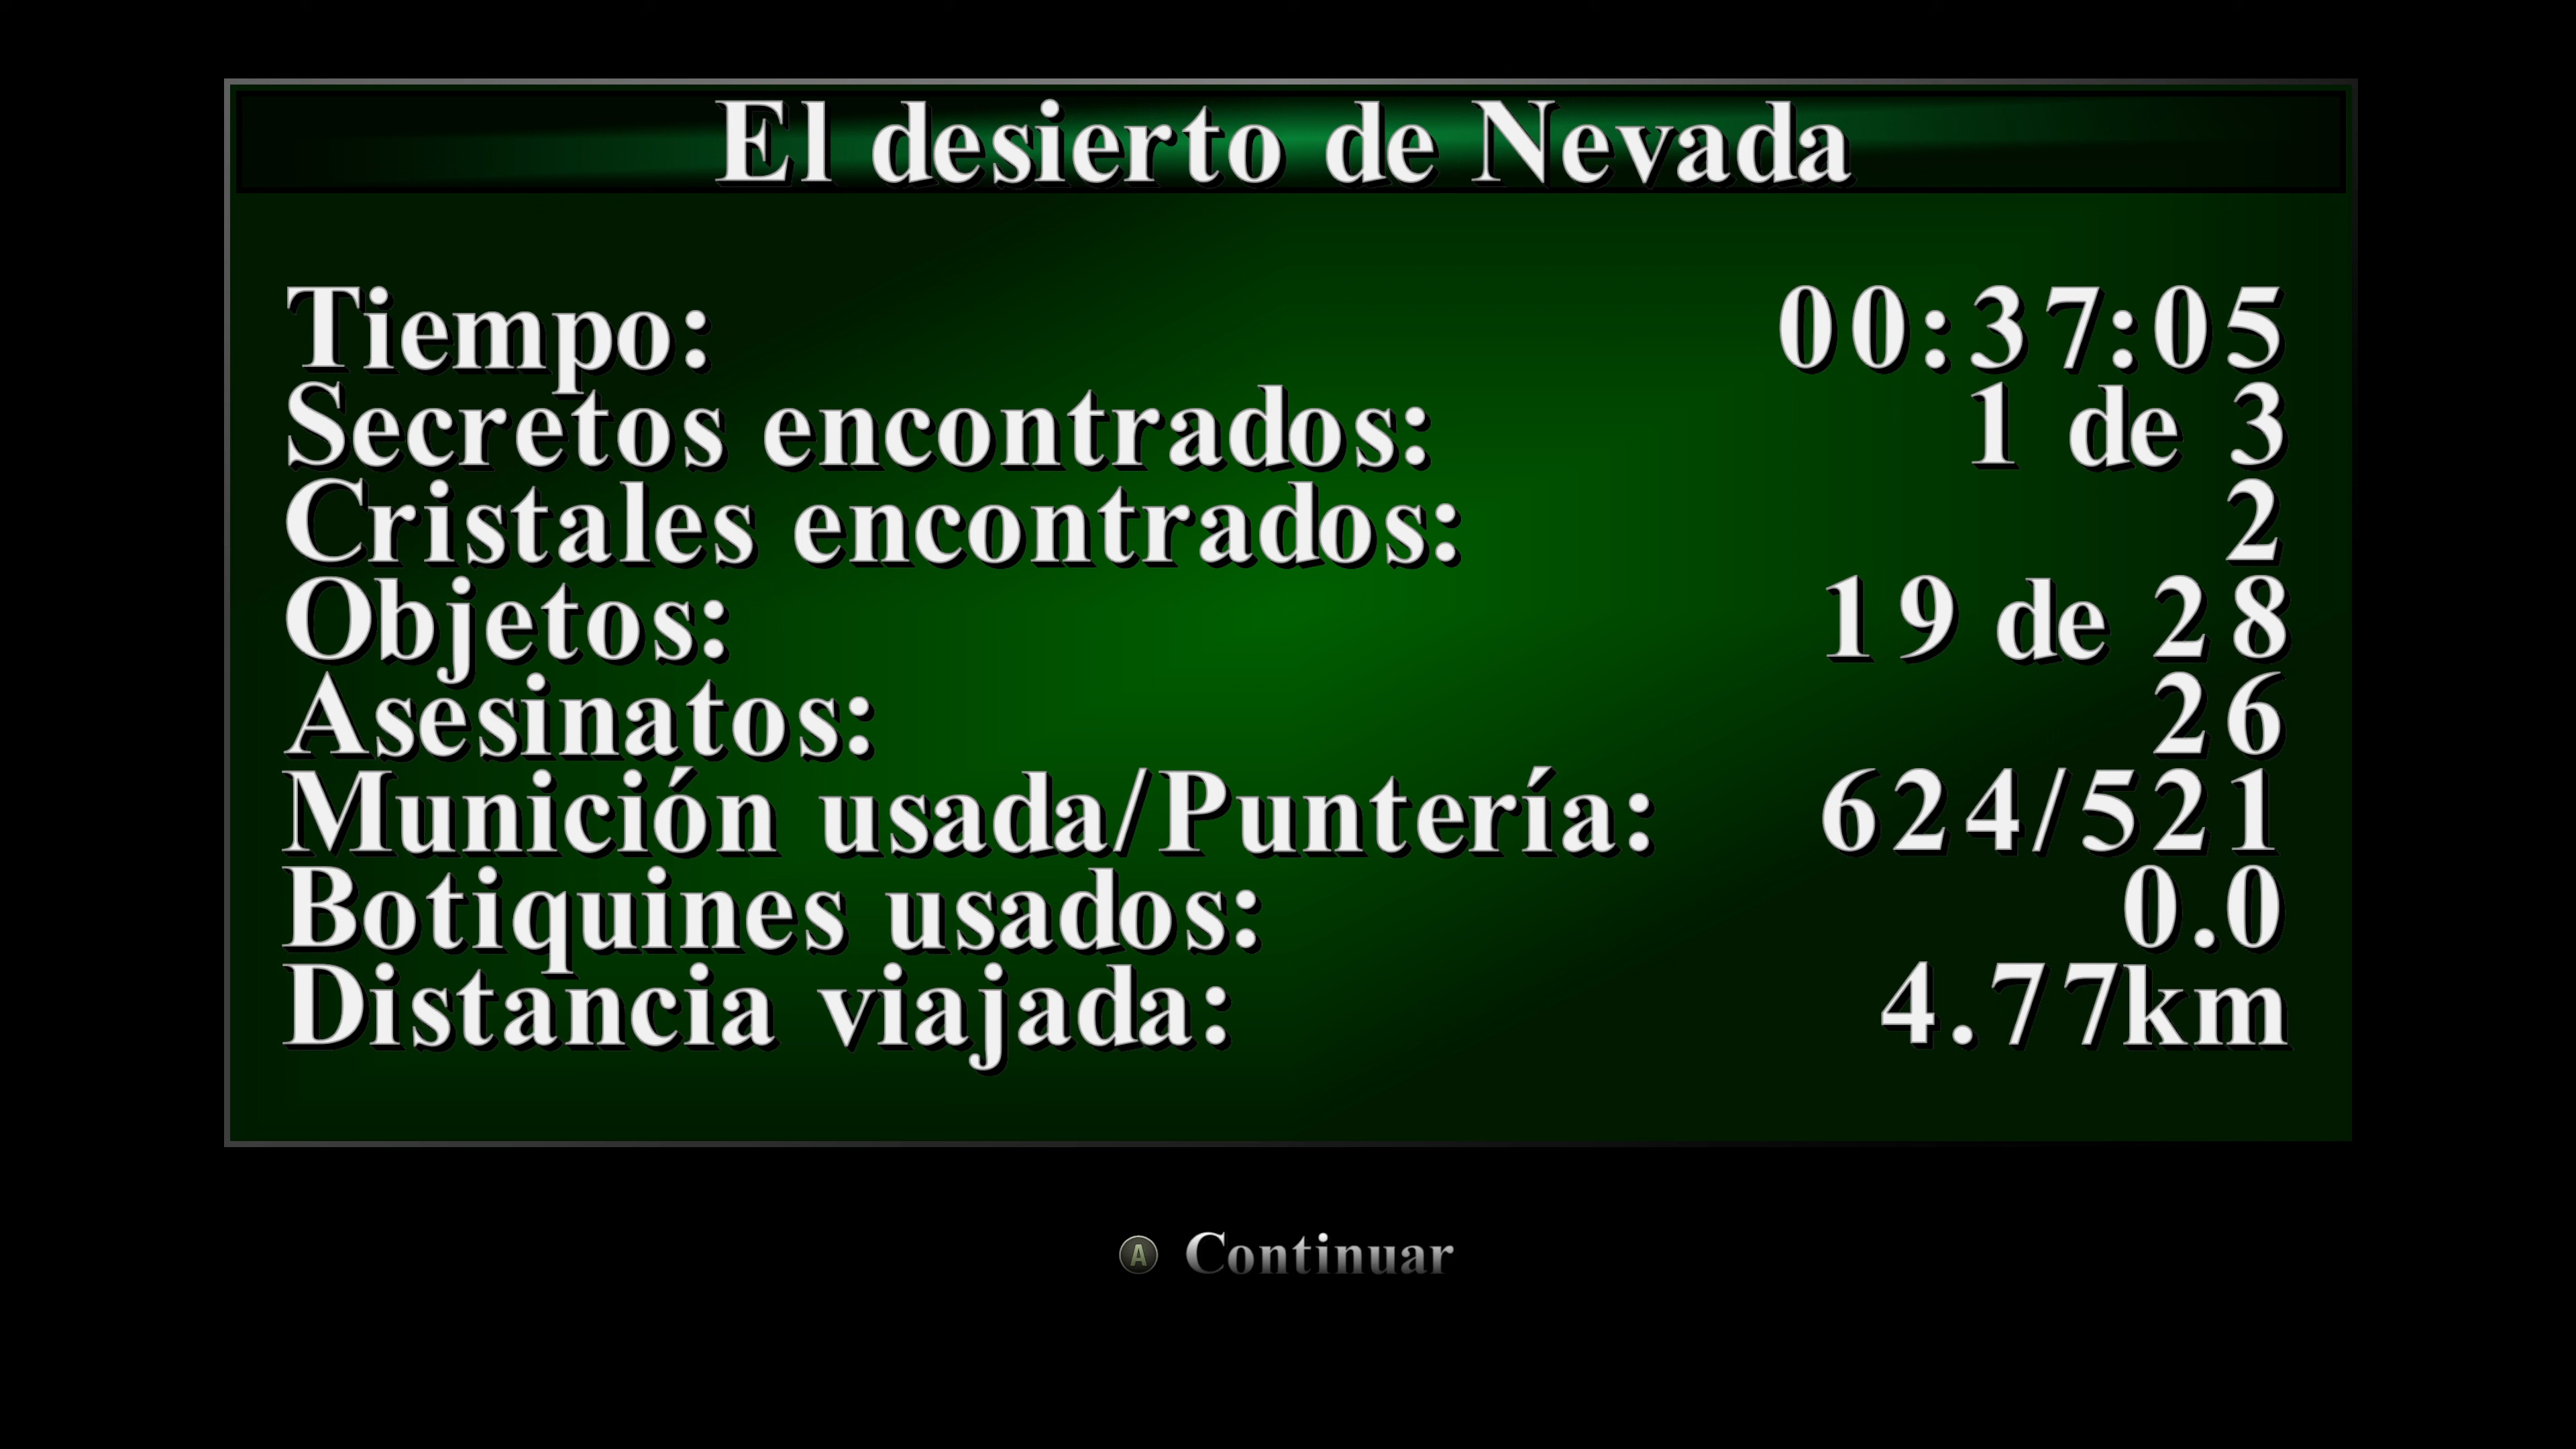 El desierto de Nevada
Tiempo: 00:37:05
Secretos encontrados: 1 de 3
Cristales encontrados: 2
Objetos: 19 de 28
Asesinatos: 26
Munición usada/Puntería: 624/521
Botiquines usados: 0.0
Distancia viajada: 4.77km
A Continuar